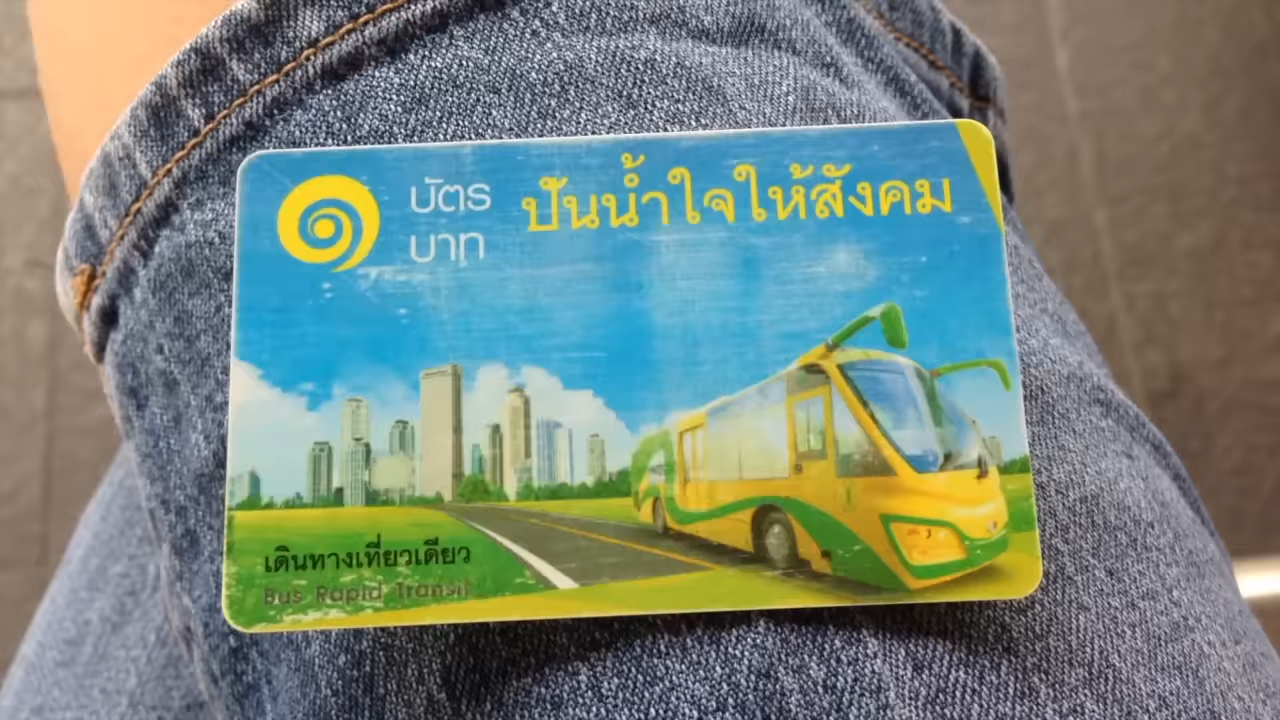 บัตร
บาท
ปันน้ำใจให้สังคม
เดินทางเที่ยวเดียว
Bus Rapid Transit